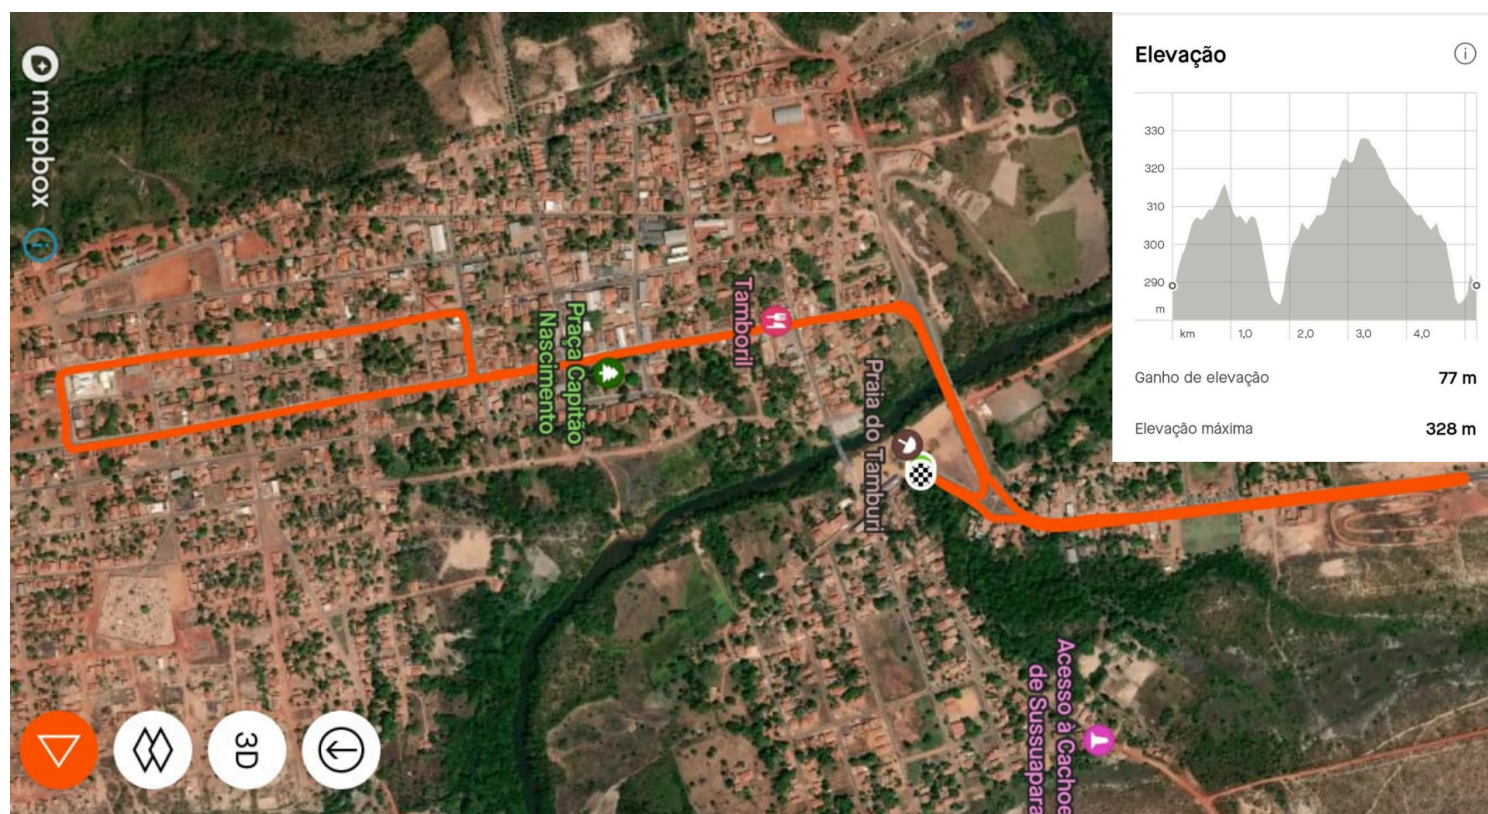 mapbox
Praça Capitão
Nascimento
Tamboril
Praia do Tamburi
Acesso à Cachoe
de Sussuapara
3D
Elevação
330
320
310
300
290
m
km
1,0
2,0
3,0
4,0
Ganho de elevação 77 m
Elevação máxima 328 m